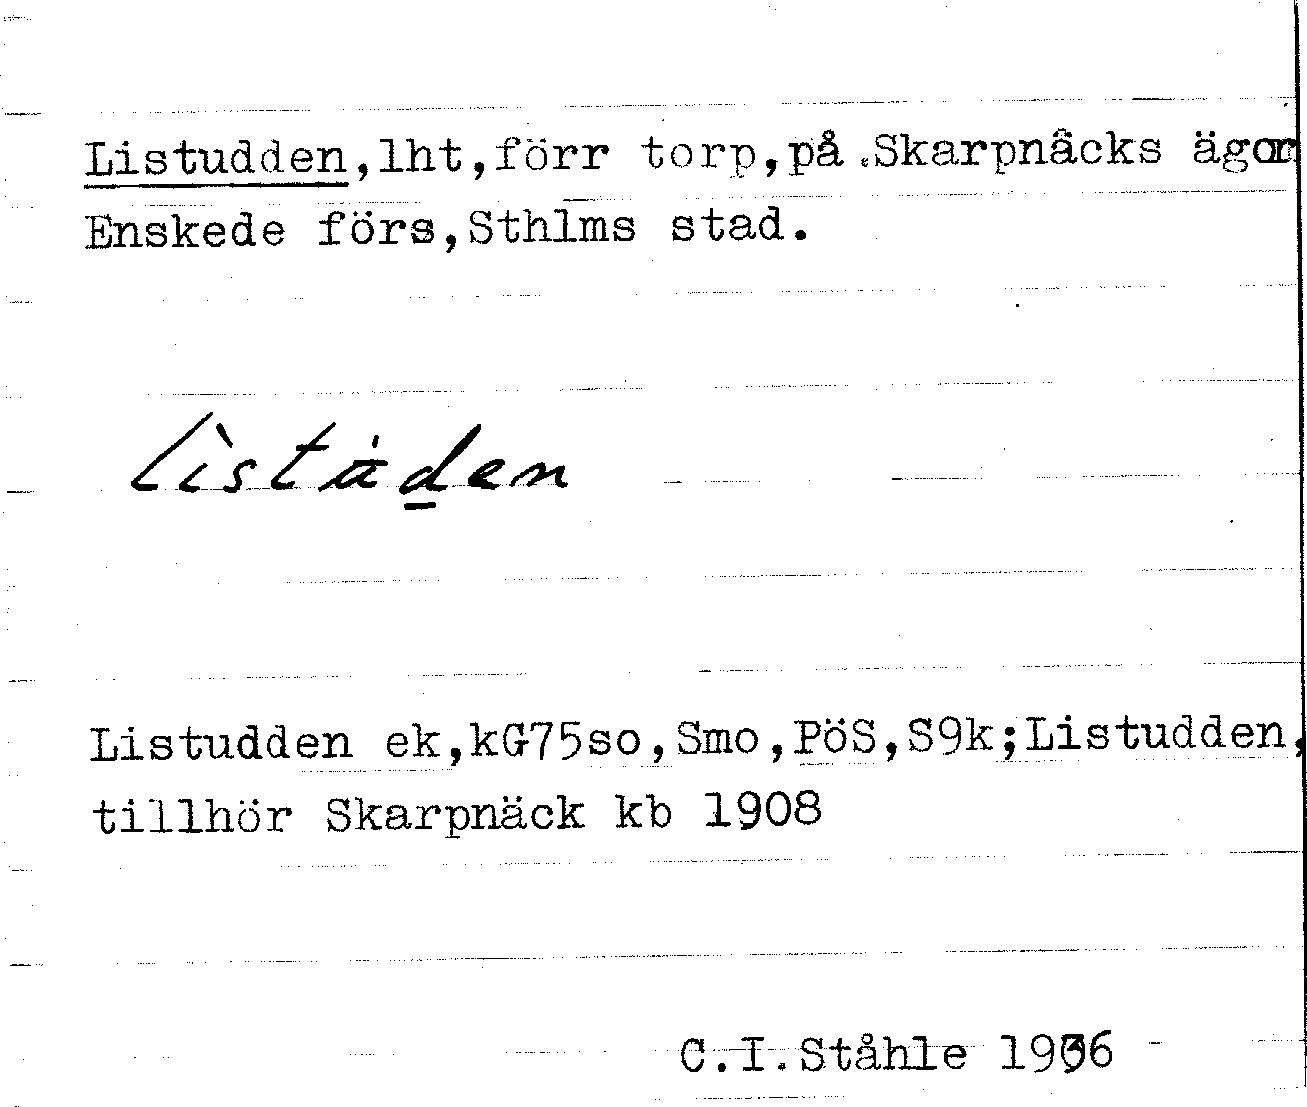 Listudden,lht,förr torp,på Skarpnäcks ägor
Enskede förs,Sthlms stad.
Listudden ek,kG75so,Smo,PöS,S9k;Listudden,
tillhör Skarpnäck kb 1908
C.I.Ståhle 1936